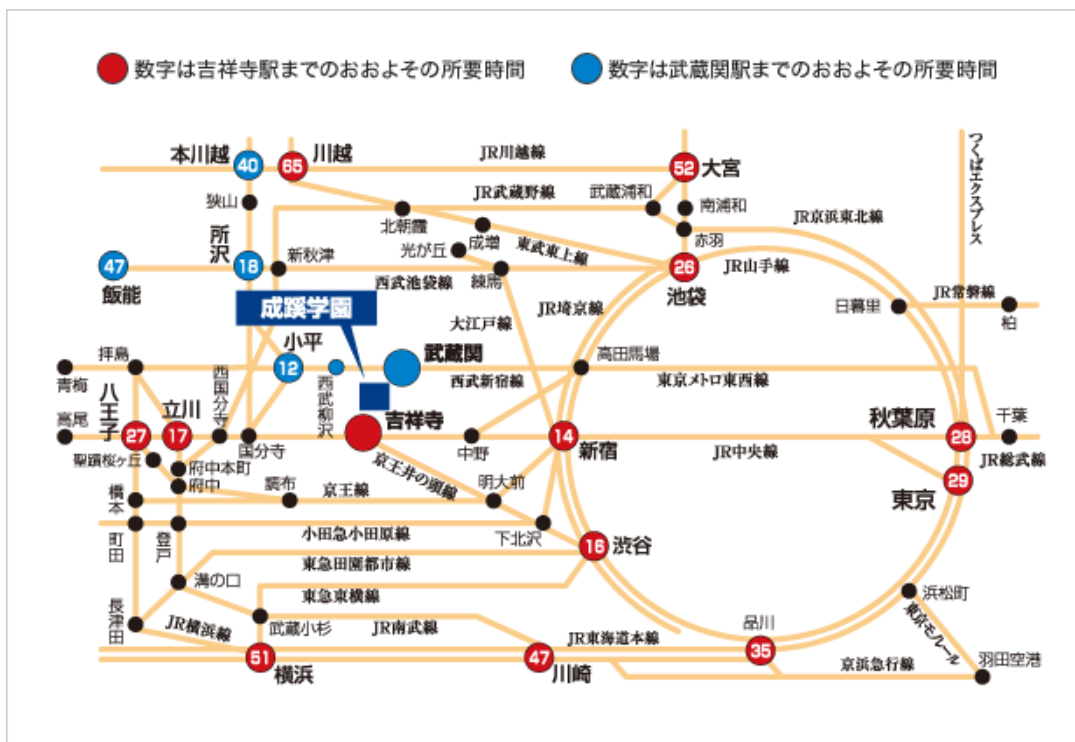 数字は吉祥寺駅までのおおよその所要時間
数字は武蔵関駅までのおおよその所要時間
本川越
40
65
川越
JR川越線
52
大宮
つくばエクスプレス
狭山
JR武蔵野線
武蔵浦和
南浦和
JR京浜東北線
北朝霞
成増
光が丘
東武東上線
赤羽
所沢
47
飯能
18
新秋津
西武池袋線
練馬
26
池袋
JR山手線
JR埼京線
日暮里
JR常磐線
柏
成蹊学園
大江戸線
小平
12
西武柳沢
武蔵関
西武新宿線
高田馬場
東京メトロ東西線
拝島
青梅
八王子
立川
西国分寺
高尾
27
17
国分寺
吉祥寺
中野
14
新宿
JR中央線
秋葉原
28
千葉
JR総武線
29
東京
聖蹟桜ヶ丘
府中本町
府中
調布
京王井の頭線
明大前
橋本
京王線
町田
登戸
小田急小田原線
下北沢
16
渋谷
東急田園都市線
溝の口
東急東横線
浜松町
長津田
JR横浜線
武蔵小杉
JR南武線
JR東海道本線
品川
35
東京モノレール
51
横浜
47
川崎
京浜急行線
羽田空港